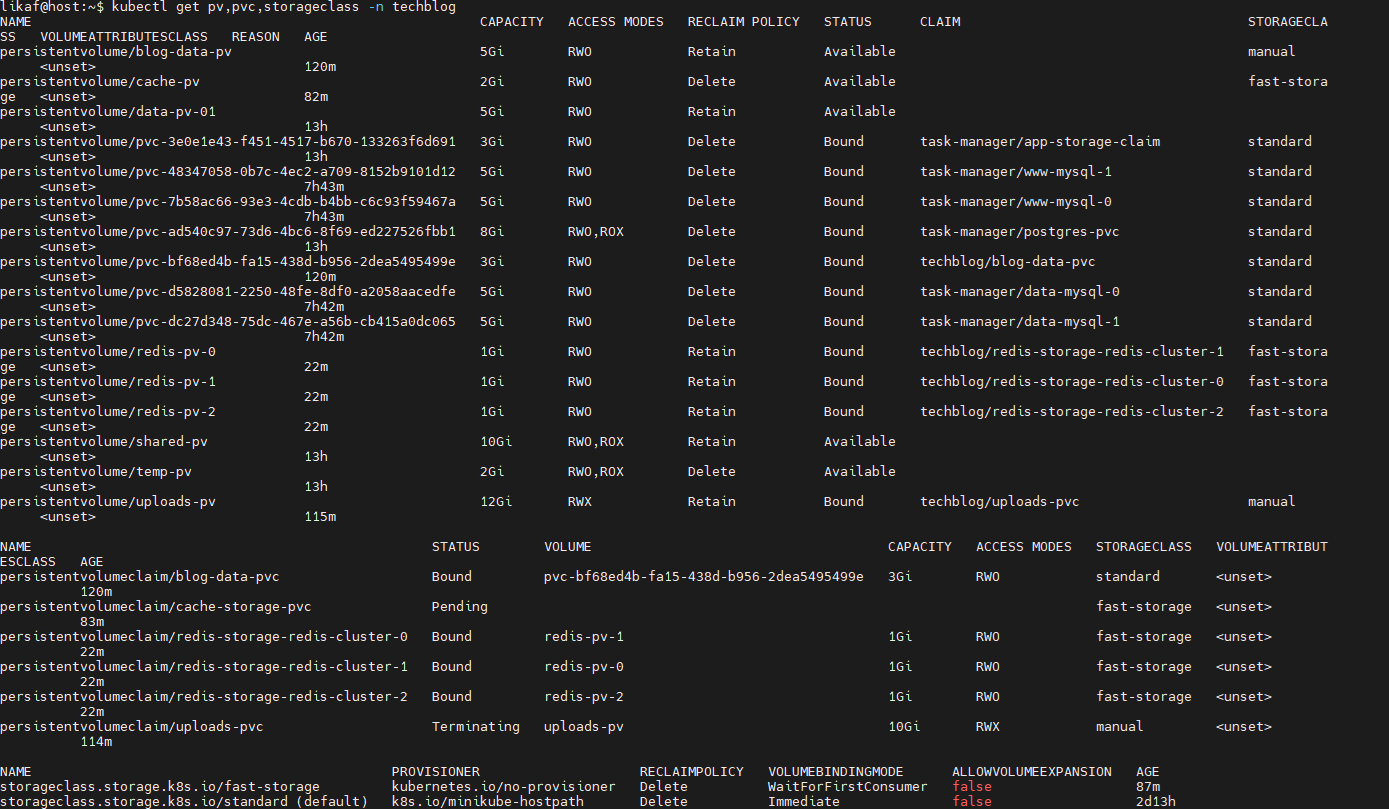 likaf@host:~$ kubectl get pv,pvc,storageclass -n techblog
NAME CAPACITY ACCESS MODES RECLAIM POLICY STATUS CLAIM STORAGECLA
SS VOLUMEATTRIBUTESCLASS REASON AGE
persistentvolume/blog-data-pv 5Gi RWO Retain Available manual
<unset> 120m
persistentvolume/cache-pv 2Gi RWO Delete Available fast-stora
ge <unset> 82m
persistentvolume/data-pv-01 5Gi RWO Retain Available
<unset> 13h
persistentvolume/pvc-3e0e1e43-f451-4517-b670-133263f6d691 3Gi RWO Delete Bound task-manager/app-storage-claim standard
<unset> 13h
persistentvolume/pvc-48347058-0b7c-4ec2-a709-8152b9101d12 5Gi RWO Delete Bound task-manager/www-mysql-1 standard
<unset> 7h43m
persistentvolume/pvc-7b58ac66-93e3-4cdb-b4bb-c6c93f59467a 5Gi RWO Delete Bound task-manager/www-mysql-0 standard
<unset> 7h43m
persistentvolume/pvc-ad540c97-73d6-4bc6-8f69-ed227526fbb1 8Gi RWO,ROX Delete Bound task-manager/postgres-pvc standard
<unset> 13h
persistentvolume/pvc-bf68ed4b-fa15-438d-b956-2dea5495499e 3Gi RWO Delete Bound techblog/blog-data-pvc standard
<unset> 120m
persistentvolume/pvc-d5828081-2250-48fe-8df0-a2058aacedfe 5Gi RWO Delete Bound task-manager/data-mysql-0 standard
<unset> 7h42m
persistentvolume/pvc-dc27d348-75dc-467e-a56b-cb415a0dc065 5Gi RWO Delete Bound task-manager/data-mysql-1 standard
<unset> 7h42m
persistentvolume/redis-pv-0 1Gi RWO Retain Bound techblog/redis-storage-redis-cluster-1 fast-stora
ge <unset> 22m
persistentvolume/redis-pv-1 1Gi RWO Retain Bound techblog/redis-storage-redis-cluster-0 fast-stora
ge <unset> 22m
persistentvolume/redis-pv-2 1Gi RWO Retain Bound techblog/redis-storage-redis-cluster-2 fast-stora
ge <unset> 22m
persistentvolume/shared-pv 10Gi RWO,ROX Retain Available
<unset> 13h
persistentvolume/temp-pv 2Gi RWO,ROX Delete Available
<unset> 13h
persistentvolume/uploads-pv 12Gi RWX Retain Bound techblog/uploads-pvc manual
<unset> 115m
NAME STATUS VOLUME CAPACITY ACCESS MODES STORAGECLASS VOLUMEATTRIBUT
ESCLASS AGE
persistentvolumeclaim/blog-data-pvc Bound pvc-bf68ed4b-fa15-438d-b956-2dea5495499e 3Gi RWO standard <unset>
120m
persistentvolumeclaim/cache-storage-pvc Pending fast-storage <unset>
83m
persistentvolumeclaim/redis-storage-redis-cluster-0 Bound redis-pv-1 1Gi RWO fast-storage <unset>
22m
persistentvolumeclaim/redis-storage-redis-cluster-1 Bound redis-pv-0 1Gi RWO fast-storage <unset>
22m
persistentvolumeclaim/redis-storage-redis-cluster-2 Bound redis-pv-2 1Gi RWO fast-storage <unset>
22m
persistentvolumeclaim/uploads-pvc Terminating uploads-pv 10Gi RWX manual <unset>
114m
NAME PROVISIONER RECLAIMPOLICY VOLUMEBINDINGMODE ALLOWVOLUMEEXPANSION AGE
storageclass.storage.k8s.io/fast-storage kubernetes.io/no-provisioner Delete WaitForFirstConsumer false 87m
storageclass.storage.k8s.io/standard (default) k8s.io/minikube-hostpath Delete Immediate false 2d13h